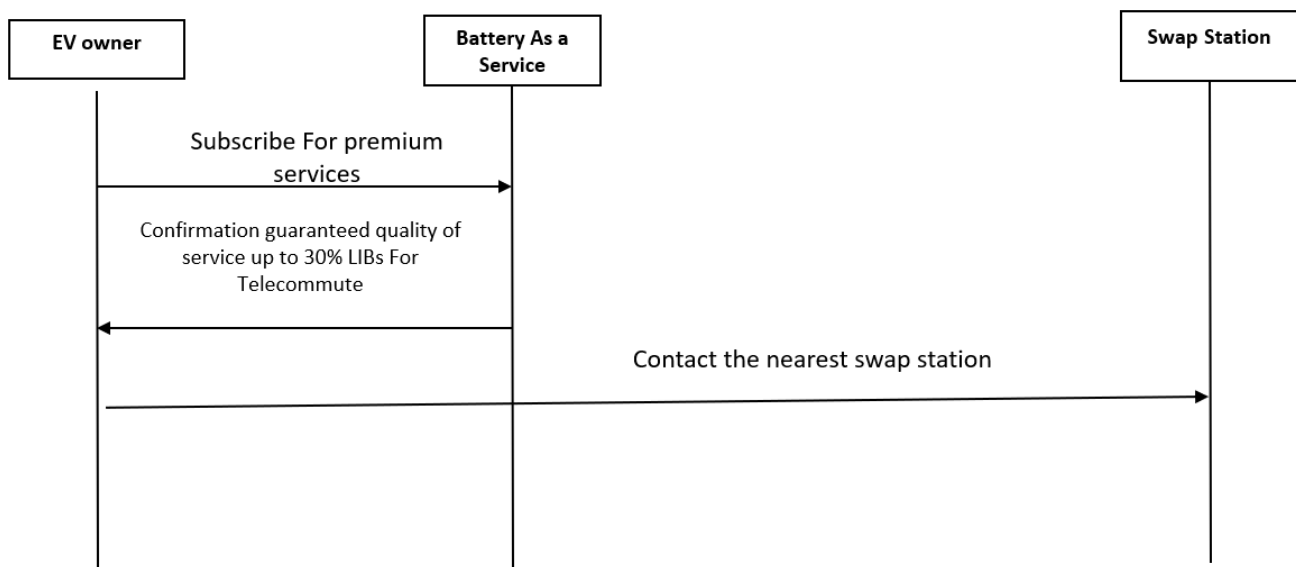 EV owner
Battery As a
Service
Swap Station
Subscribe For premium
services
Confirmation guaranteed quality of
service up to 30% LIBs For
Telecommute
Contact the nearest swap station